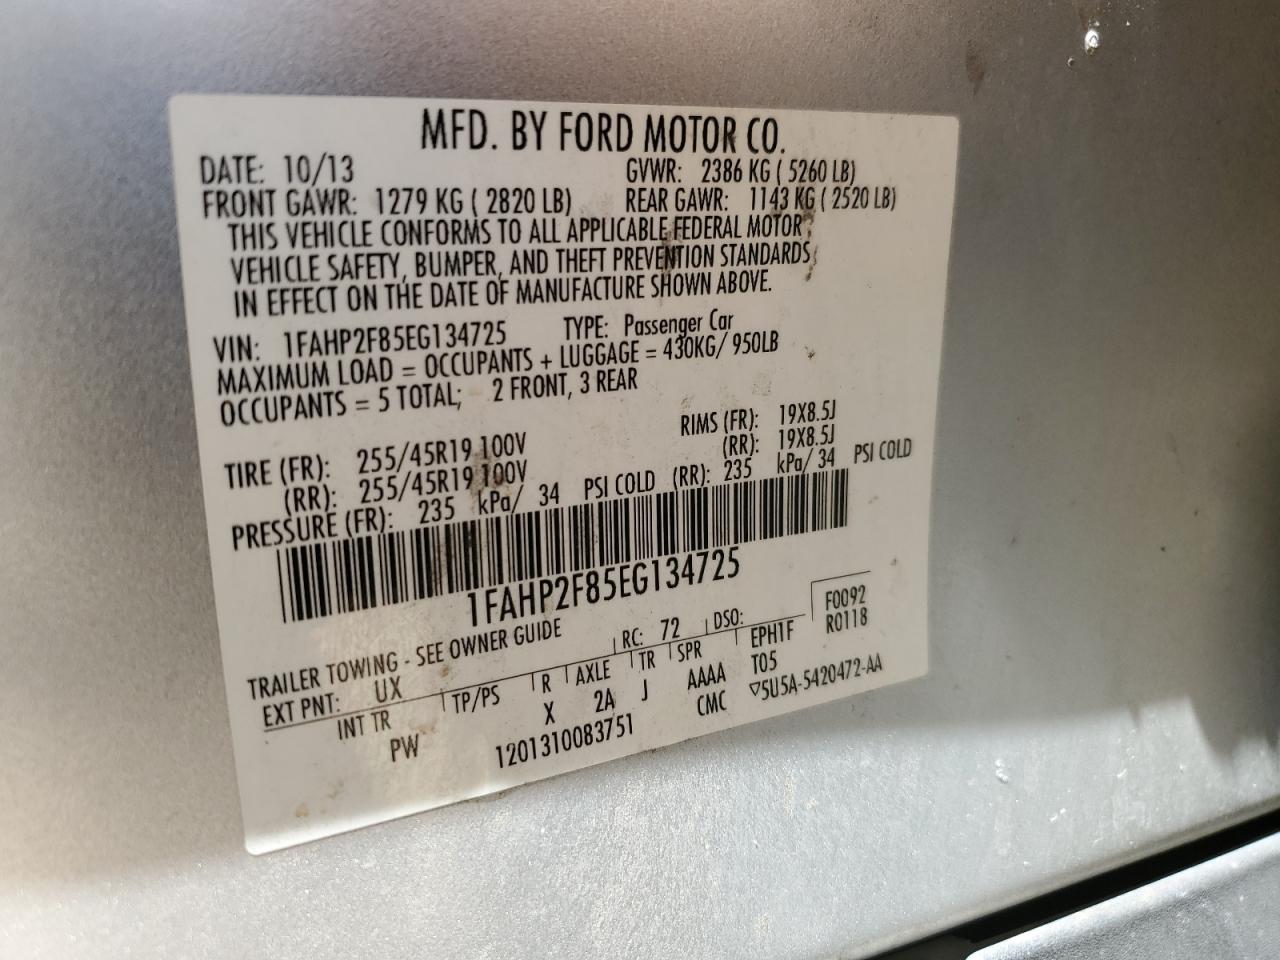 MFD. BY FORD MOTOR CO.
DATE: 10/13 GVWR: 2386 KG ( 5260 LB)
FRONT GAWR: 1279 KG ( 2820 LB) REAR GAWR: 1143 KG ( 2520 LB)
THIS VEHICLE CONFORMS TO ALL APPLICABLE FEDERAL MOTOR
VEHICLE SAFETY, BUMPER, AND THEFT PREVENTION STANDARDS
IN EFFECT ON THE DATE OF MANUFACTURE SHOWN ABOVE.
VIN: 1FAHP2F85EG134725 TYPE: Passenger Car
MAXIMUM LOAD = OCCUPANTS + LUGGAGE = 430KG/ 950LB
OCCUPANTS = 5 TOTAL; 2 FRONT, 3 REAR
TIRE (FR): 255/45R19 100V RIMS (FR): 19X8.5J
(RR): 255/45R19 100V (RR): 19X8.5J
PRESSURE (FR): 235 kPa/ 34 PSI COLD (RR): 235 kPa/ 34 PSI COLD
1FAHP2F85EG134725
TRAILER TOWING - SEE OWNER GUIDE
EXT PNT: UX RC: 72 DSO: F0092
INT TR TP/PS R AXLE TR SPR EPH1F R0118
PW X 2A J AAAA T05
1201310083751 CMC ▽5U5A-5420472-AA